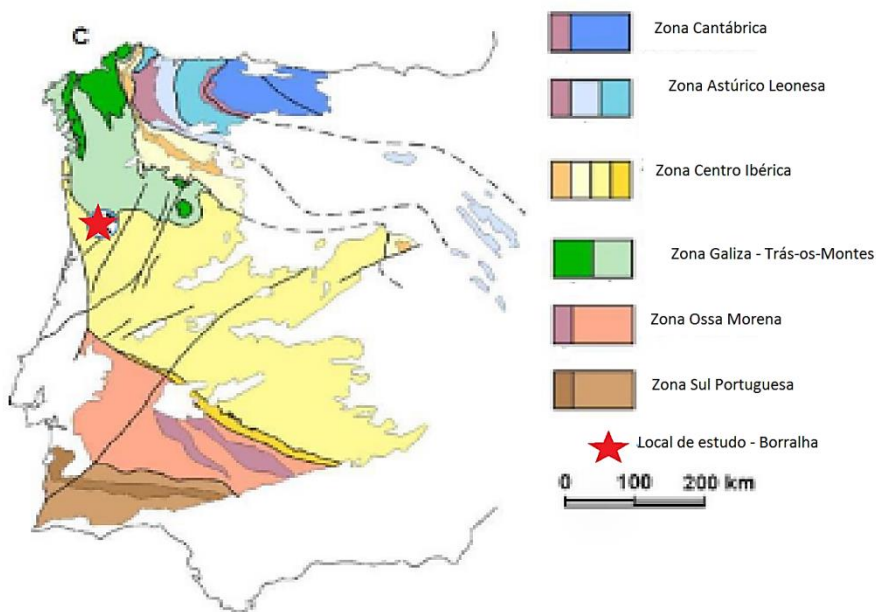 C
Zona Cantábrica
Zona Astúrico Leonesa
Zona Centro Ibérica
Zona Galiza - Trás-os-Montes
Zona Ossa Morena
Zona Sul Portuguesa
Local de estudo - Borralha
0 100 200 km